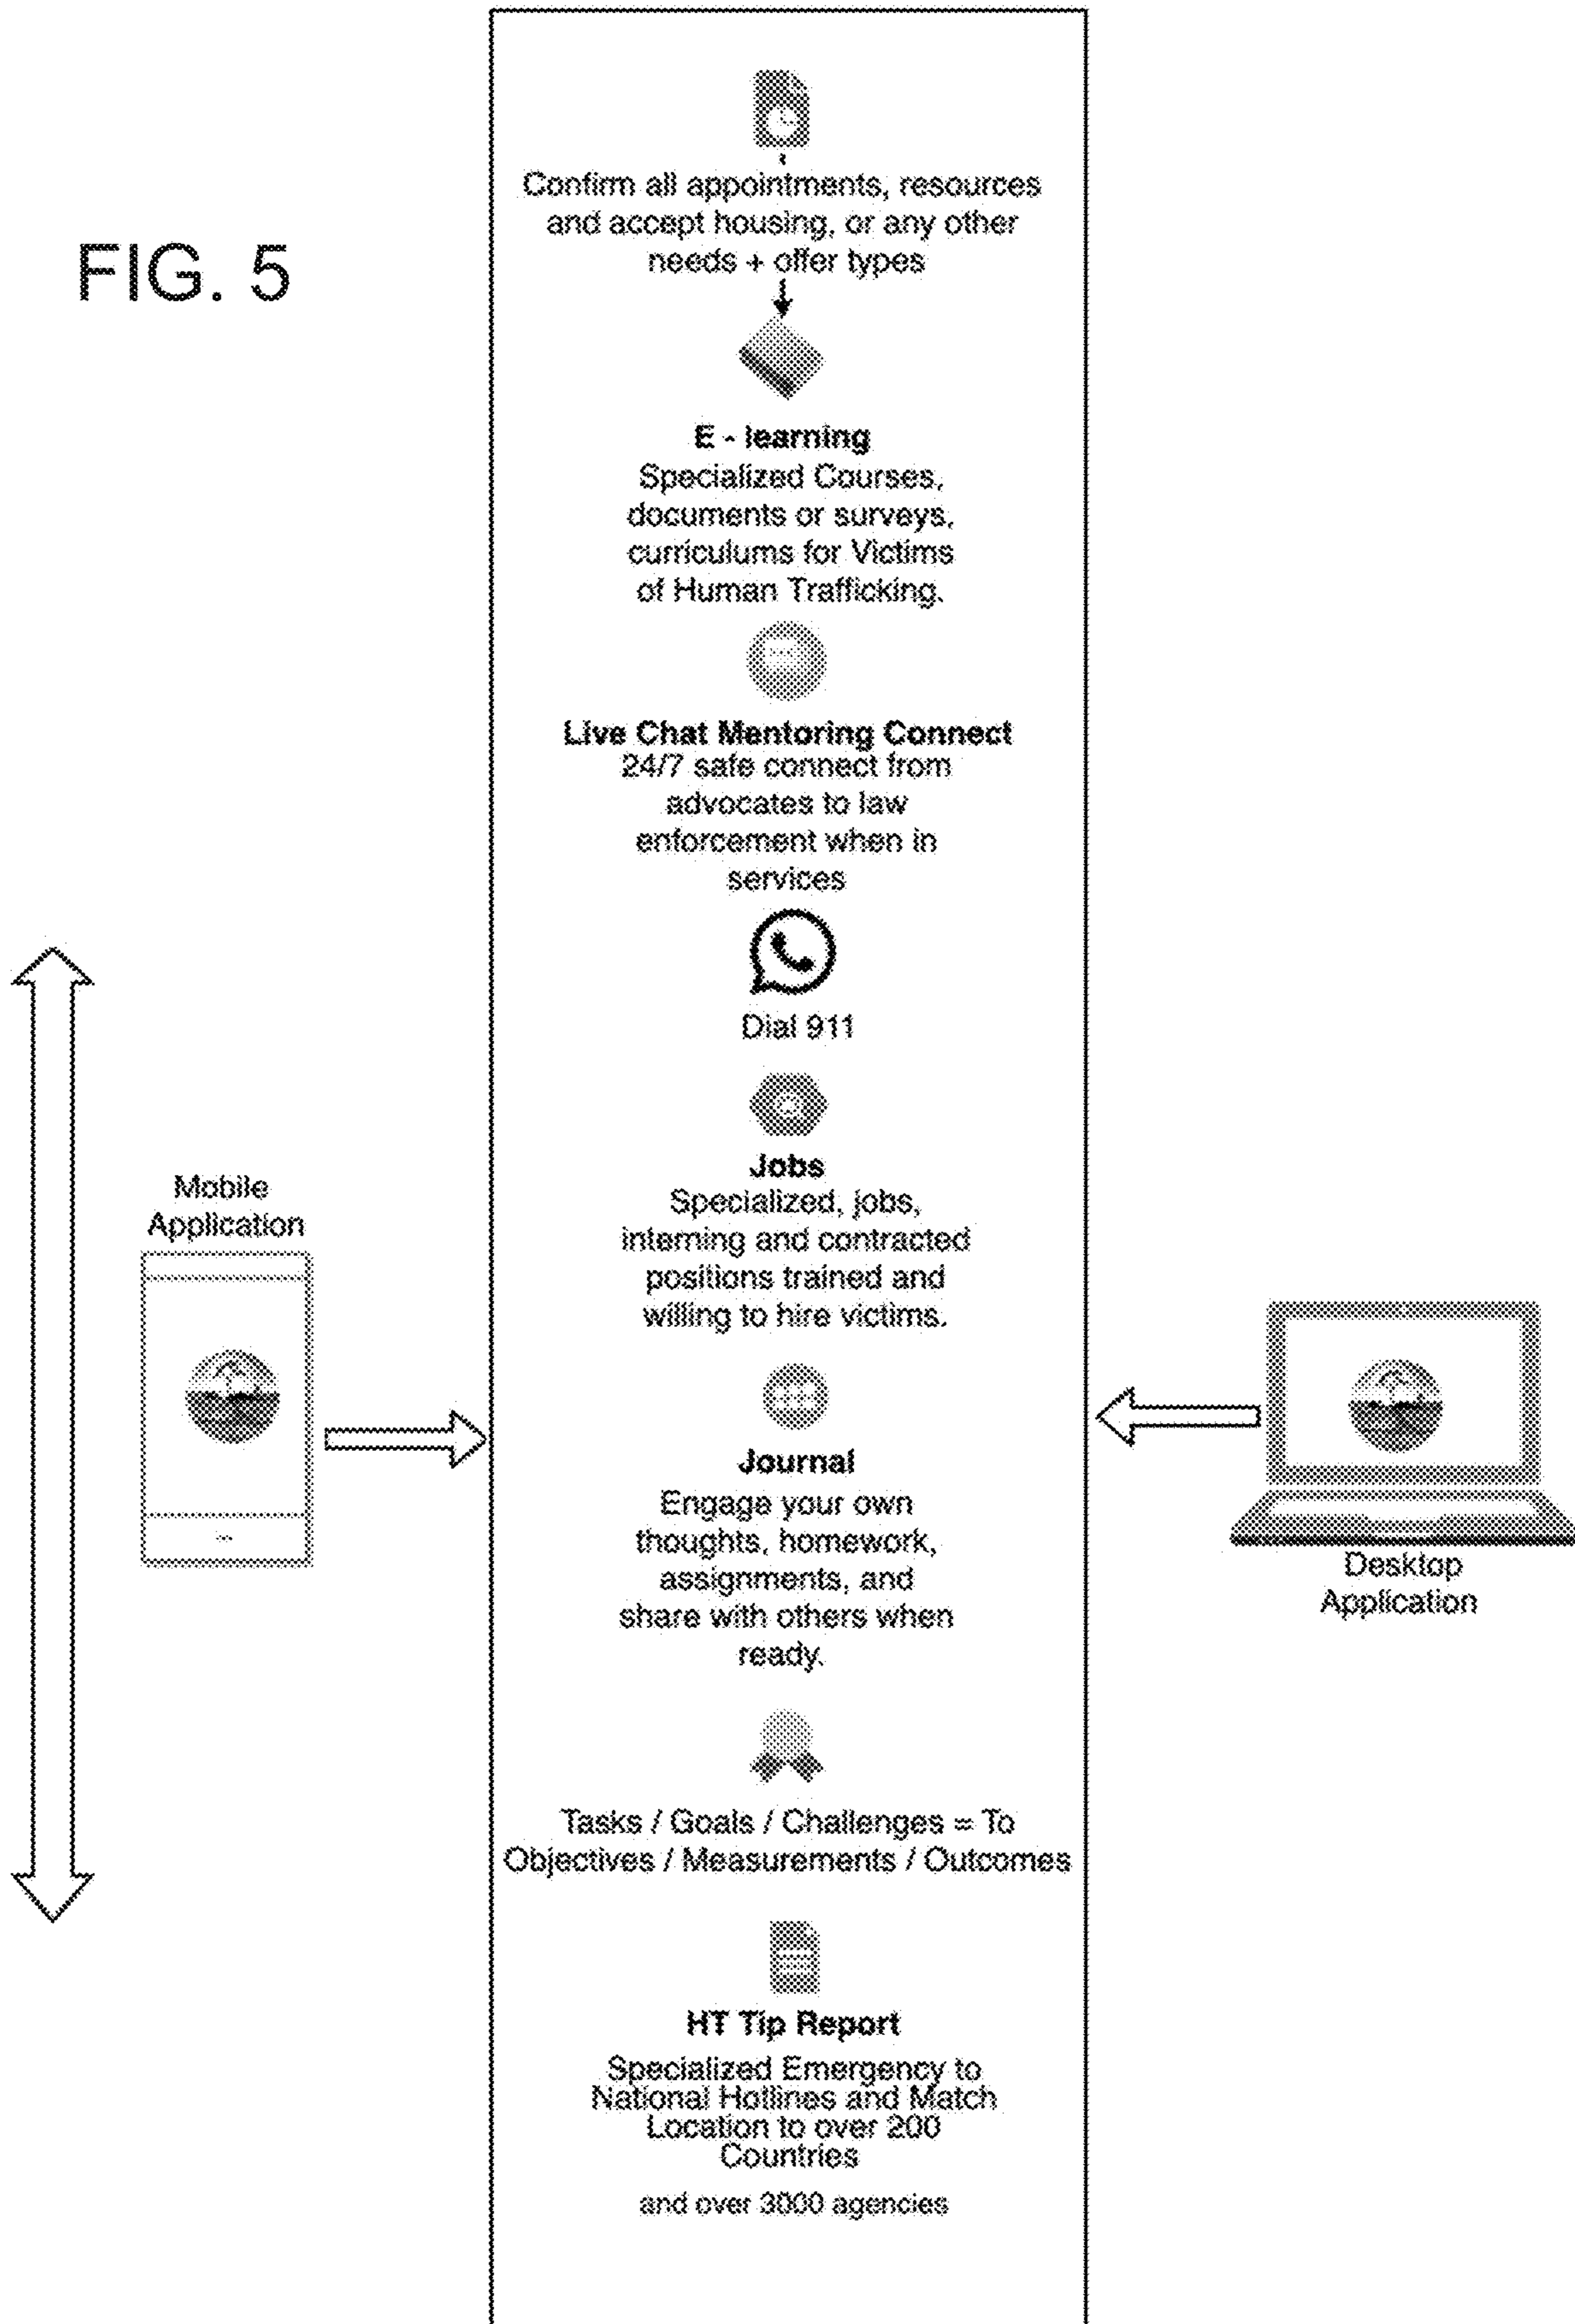 FIG. 5
Confirm all appointments, resources
and accept housing, or any other
needs + offer types
E - learning
Specialized Courses,
documents or surveys,
curriculums for Victims
of Human Trafficking.
Live Chat Mentoring Connect
24/7 safe connect from
advocates to law
enforcement when in
services
Dial 911
Jobs
Specialized, jobs,
interning and contracted
positions trained and
willing to hire victims.
Mobile
Application
Journal
Engage your own
thoughts, homework,
assignments, and
share with others when
ready.
Desktop
Application
Tasks / Goals / Challenges = To
Objectives / Measurements / Outcomes
HT Tip Report
Specialized Emergency to
National Hotlines and Match
Location to over 200
Countries
and over 3000 agencies